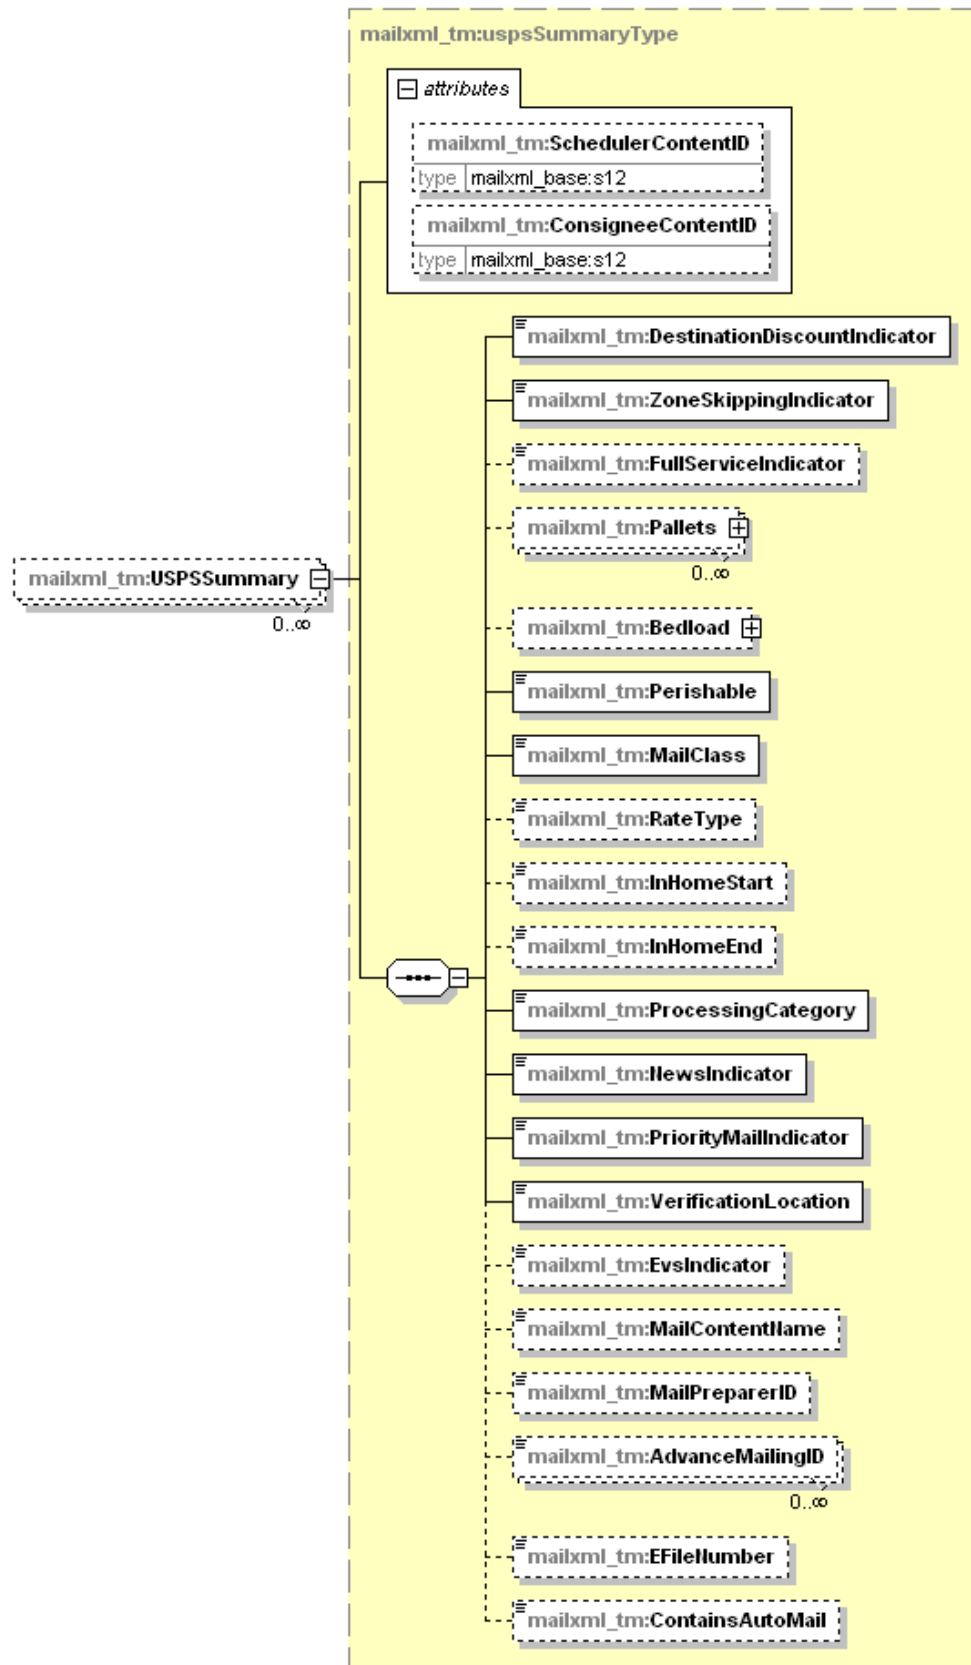 mailxml_tm:uspsSummaryType
attributes
mailxml_tm:SchedulerContentID
type mailxml_base:s12
mailxml_tm:ConsigneeContentID
type mailxml_base:s12
mailxml_tm:DestinationDiscountIndicator
mailxml_tm:ZoneSkippingIndicator
mailxml_tm:FullServiceIndicator
mailxml_tm:Pallets
0..∞
mailxml_tm:USPSSummary
0..∞
mailxml_tm:Bedload
mailxml_tm:Perishable
mailxml_tm:MailClass
mailxml_tm:RateType
mailxml_tm:InHomeStart
mailxml_tm:InHomeEnd
mailxml_tm:ProcessingCategory
mailxml_tm:NewsIndicator
mailxml_tm:PriorityMailIndicator
mailxml_tm:VerificationLocation
mailxml_tm:EvsIndicator
mailxml_tm:MailContentName
mailxml_tm:MailPreparerID
mailxml_tm:AdvanceMailingID
0..∞
mailxml_tm:EFileNumber
mailxml_tm:ContainsAutoMail